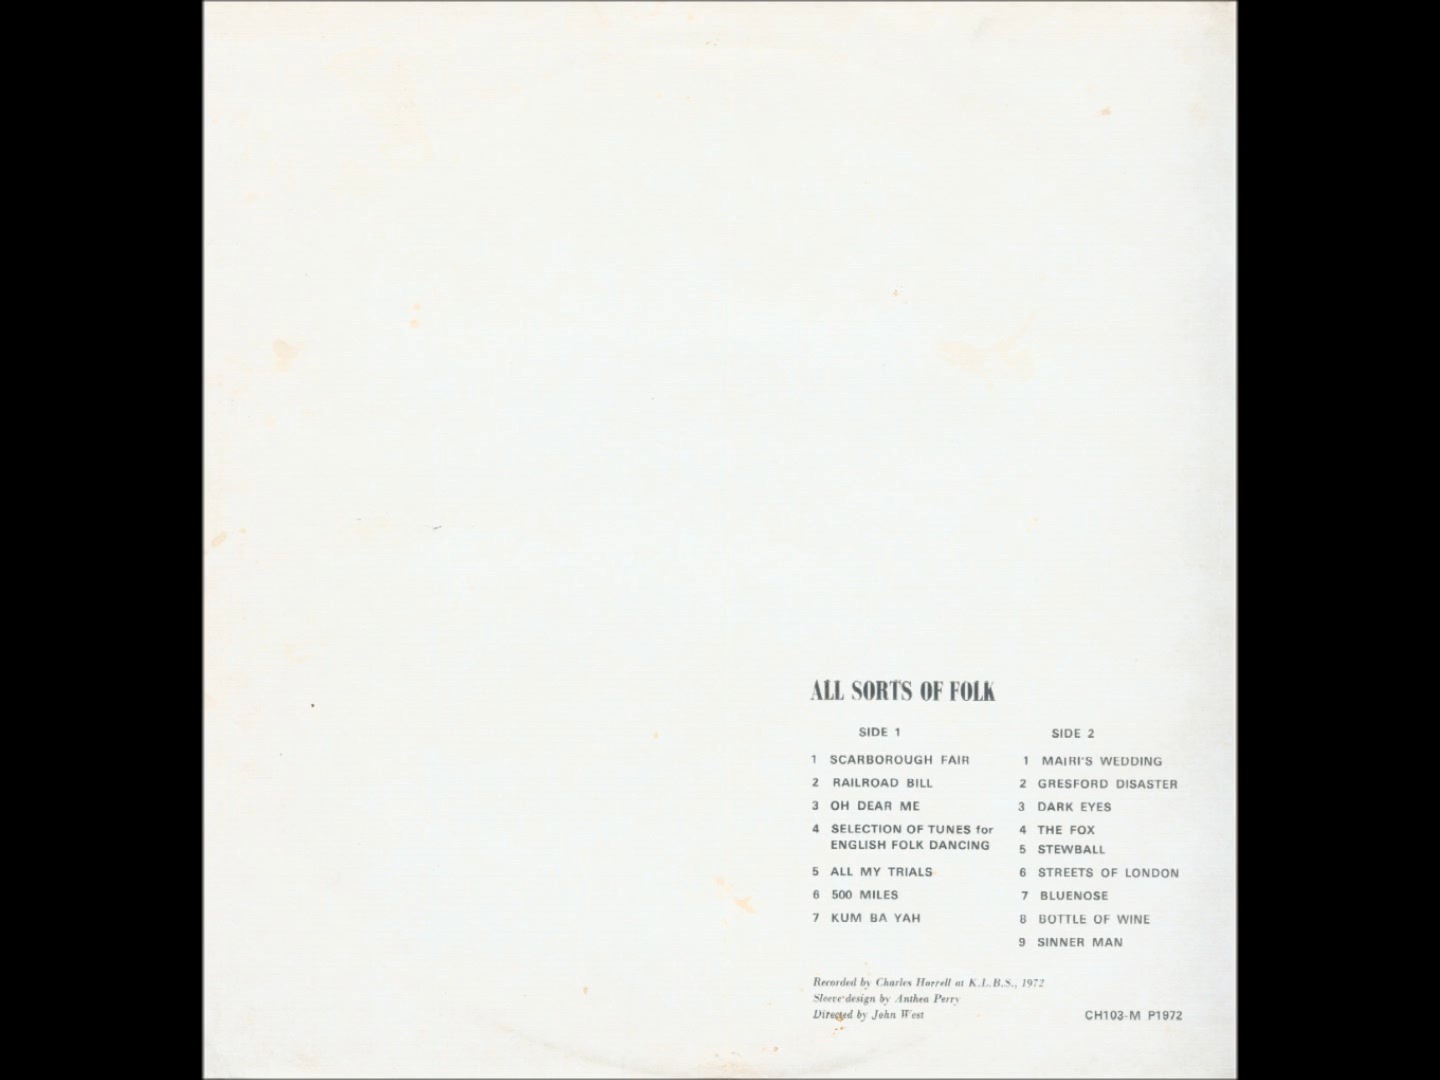 ALL SORTS OF FOLK
SIDE 1
1 SCARBOROUGH FAIR
2 RAILROAD BILL
3 OH DEAR ME
4 SELECTION OF TUNES for
ENGLISH FOLK DANCING
5 ALL MY TRIALS
6 500 MILES
7 KUM BA YAH
SIDE 2
1 MAIRI'S WEDDING
2 GRESFORD DISASTER
3 DARK EYES
4 THE FOX
5 STEWBALL
6 STREETS OF LONDON
7 BLUENOSE
8 BOTTLE OF WINE
9 SINNER MAN
Recorded by Charles Horrell at K.L.B.S., 1972
Sleeve design by Anthea Perry
Directed by John West
CH103-M P1972